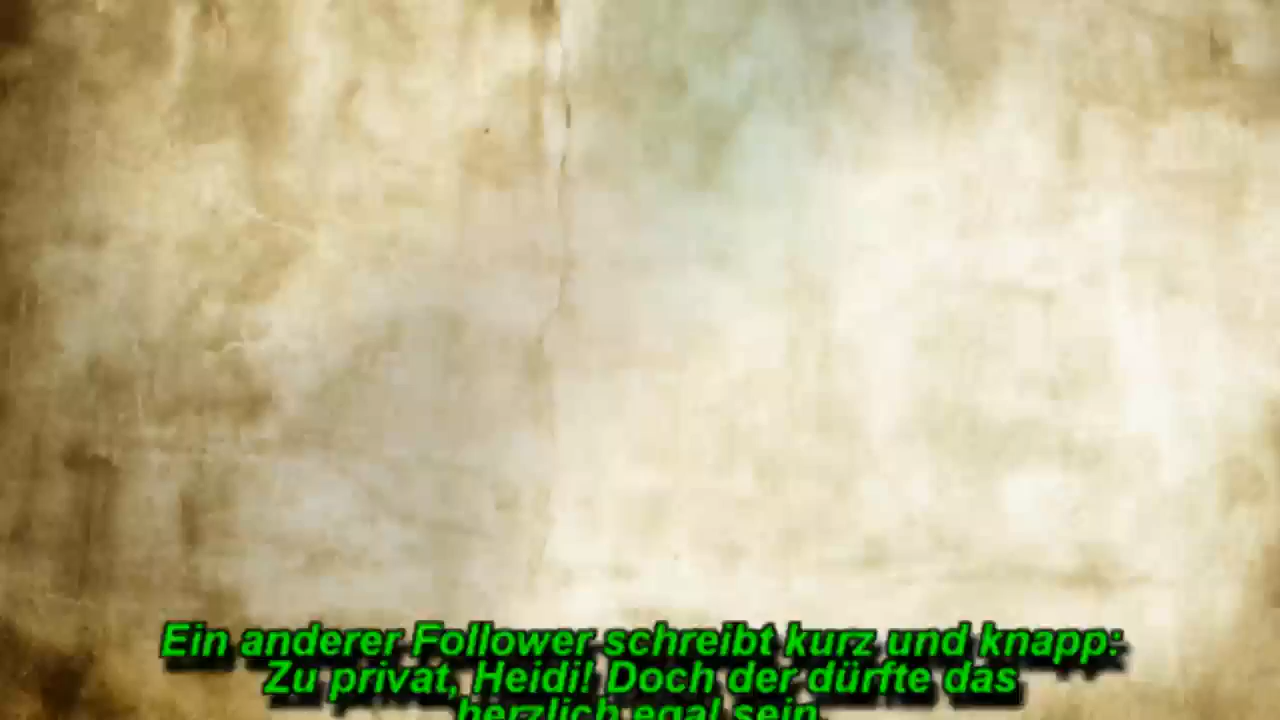 Ein anderer Follower schreibt kurz und knapp:
Zu privat, Heidi! Doch der dürfte das
herzlich egal sein.